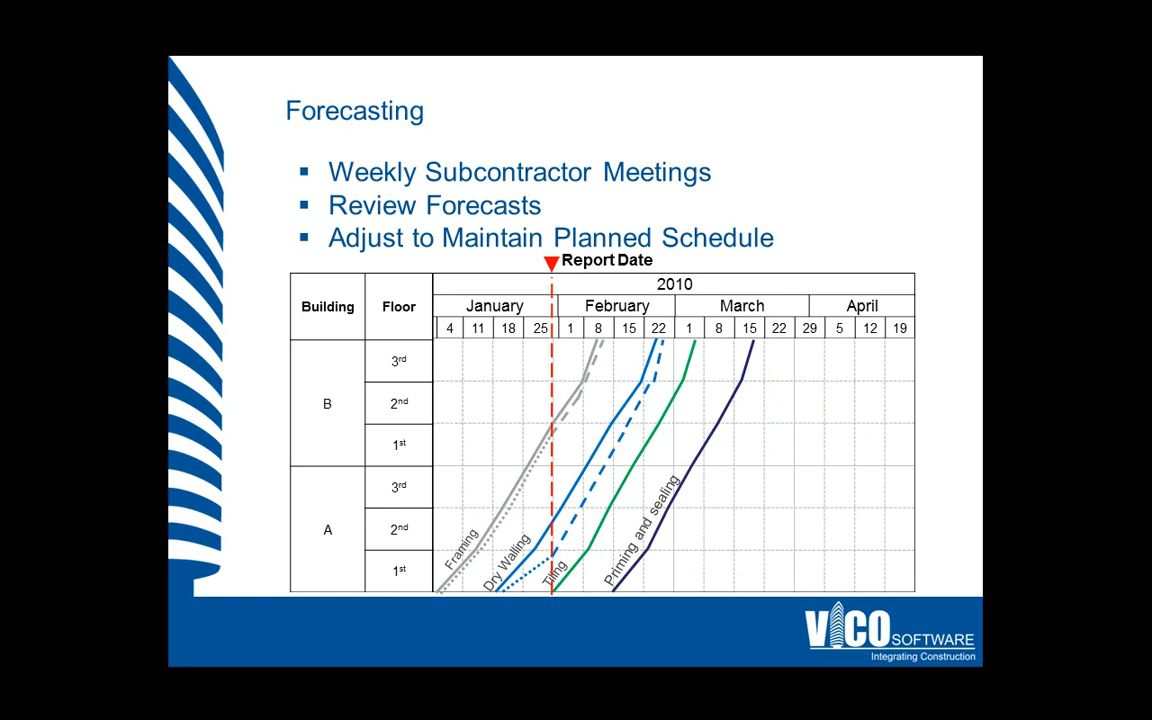 Forecasting
▪ Weekly Subcontractor Meetings
▪ Review Forecasts
▪ Adjust to Maintain Planned Schedule
Report Date
Building Floor 2010
January February March April
4 11 18 25 1 8 15 22 1 8 15 22 29 5 12 19
3rd
B 2nd
1st
3rd
A 2nd
1st
Framing
Dry Walling
Tiling
Priming and sealing
VICO SOFTWARE
Integrating Construction